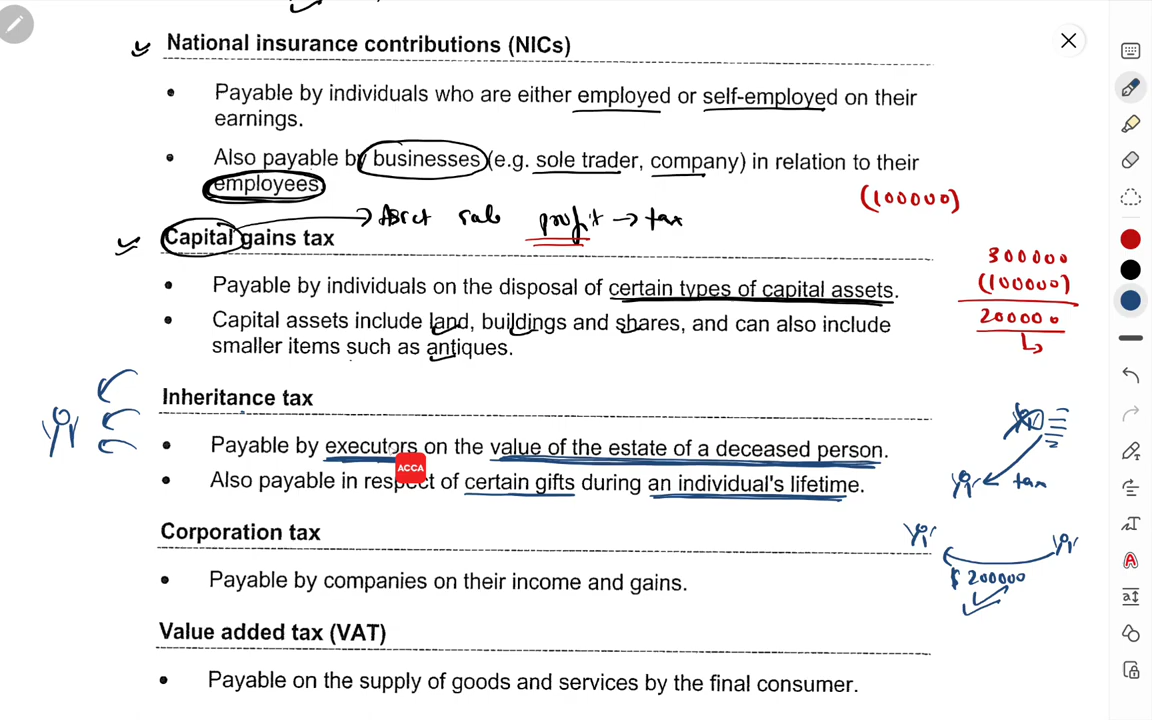 National insurance contributions (NICs)
• Payable by individuals who are either employed or self-employed on their
earnings.
• Also payable by businesses (e.g. sole trader, company) in relation to their
employees
(100000)
Asset sale profit → tax
Capital gains tax
300000
(100000)
200000
• Payable by individuals on the disposal of certain types of capital assets.
• Capital assets include land, buildings and shares, and can also include
smaller items such as antiques.
Inheritance tax
• Payable by executors on the value of the estate of a deceased person.
ACCA
• Also payable in respect of certain gifts during an individual's lifetime.
tax
Corporation tax
$ 200000
• Payable by companies on their income and gains.
Value added tax (VAT)
• Payable on the supply of goods and services by the final consumer.